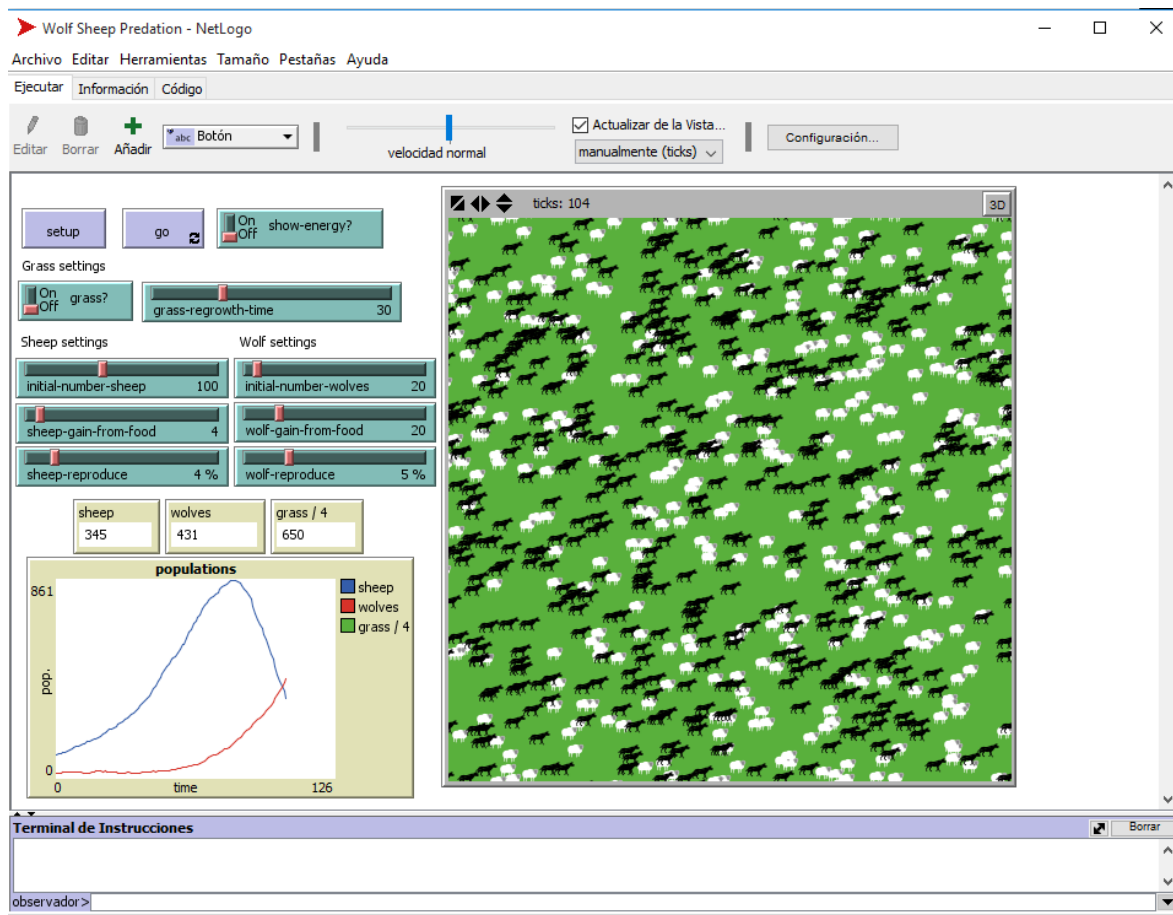 Wolf Sheep Predation - NetLogo
Archivo Editar Herramientas Tamaño Pestañas Ayuda
Ejecutar Información Código
Editar Borrar Añadir abc Botón velocidad normal Actualizar de la Vista... manualmente (ticks) Configuración...
ticks: 104 3D
setup go On Off show-energy?
Grass settings
On Off grass? grass-regrowth-time 30
Sheep settings Wolf settings
initial-number-sheep 100 initial-number-wolves 20
sheep-gain-from-food 4 wolf-gain-from-food 20
sheep-reproduce 4 % wolf-reproduce 5 %
sheep wolves grass / 4
345 431 650
populations
861 sheep
wolves
grass / 4
pop.
0
0 time 126
Terminal de Instrucciones Borrar
observador>